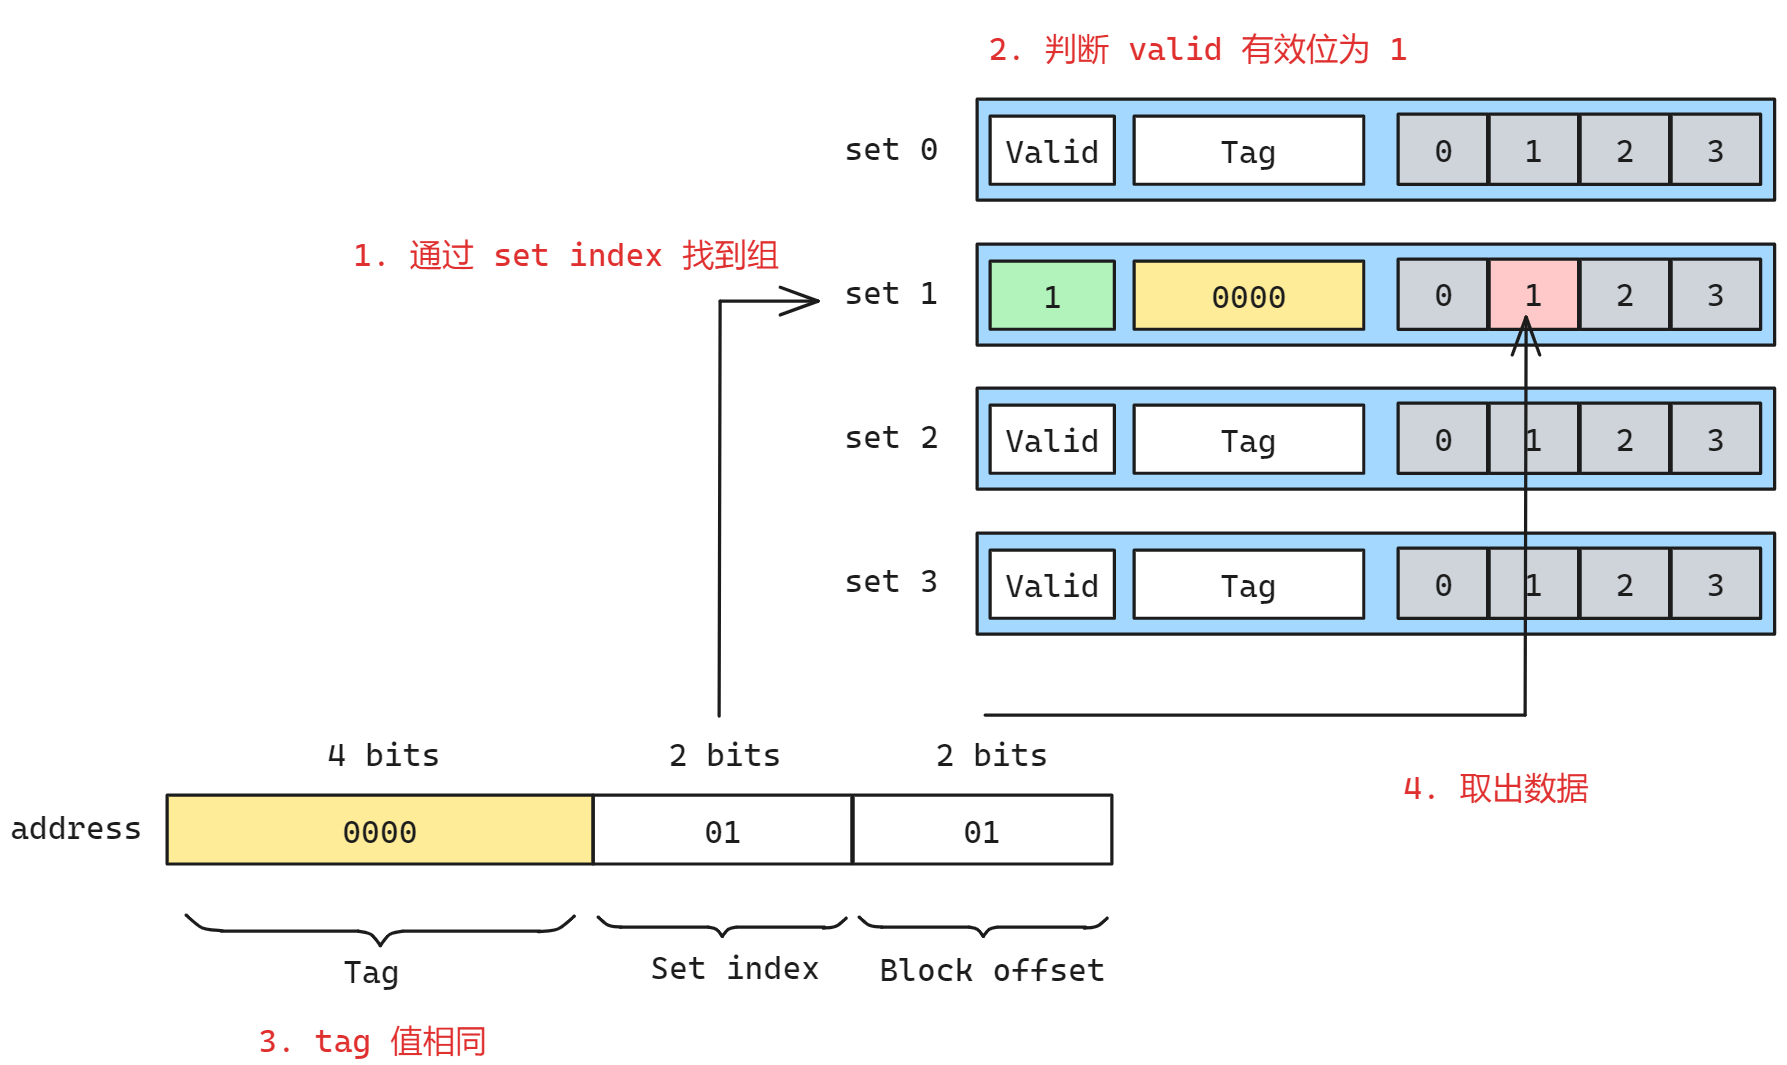 2. 判断 valid 有效位为 1
set 0 Valid Tag 0 1 2 3
1. 通过 set index 找到组
set 1 1 0000 0 1 2 3
set 2 Valid Tag 0 1 2 3
set 3 Valid Tag 0 1 2 3
4 bits 2 bits 2 bits
4. 取出数据
address 0000 01 01
Tag Set index Block offset
3. tag 值相同